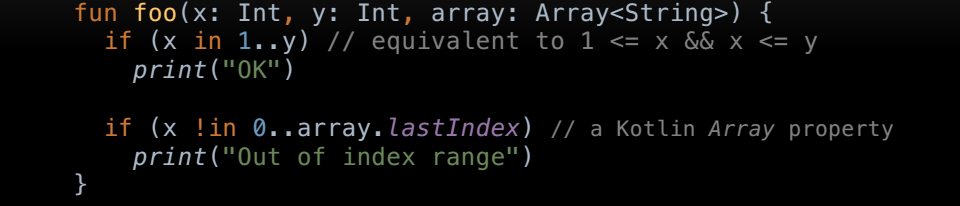 fun foo(x: Int, y: Int, array: Array<String>) {
  if (x in 1..y) // equivalent to 1 <= x && x <= y
    print("OK")

  if (x !in 0..array.lastIndex) // a Kotlin Array property
    print("Out of index range")
}